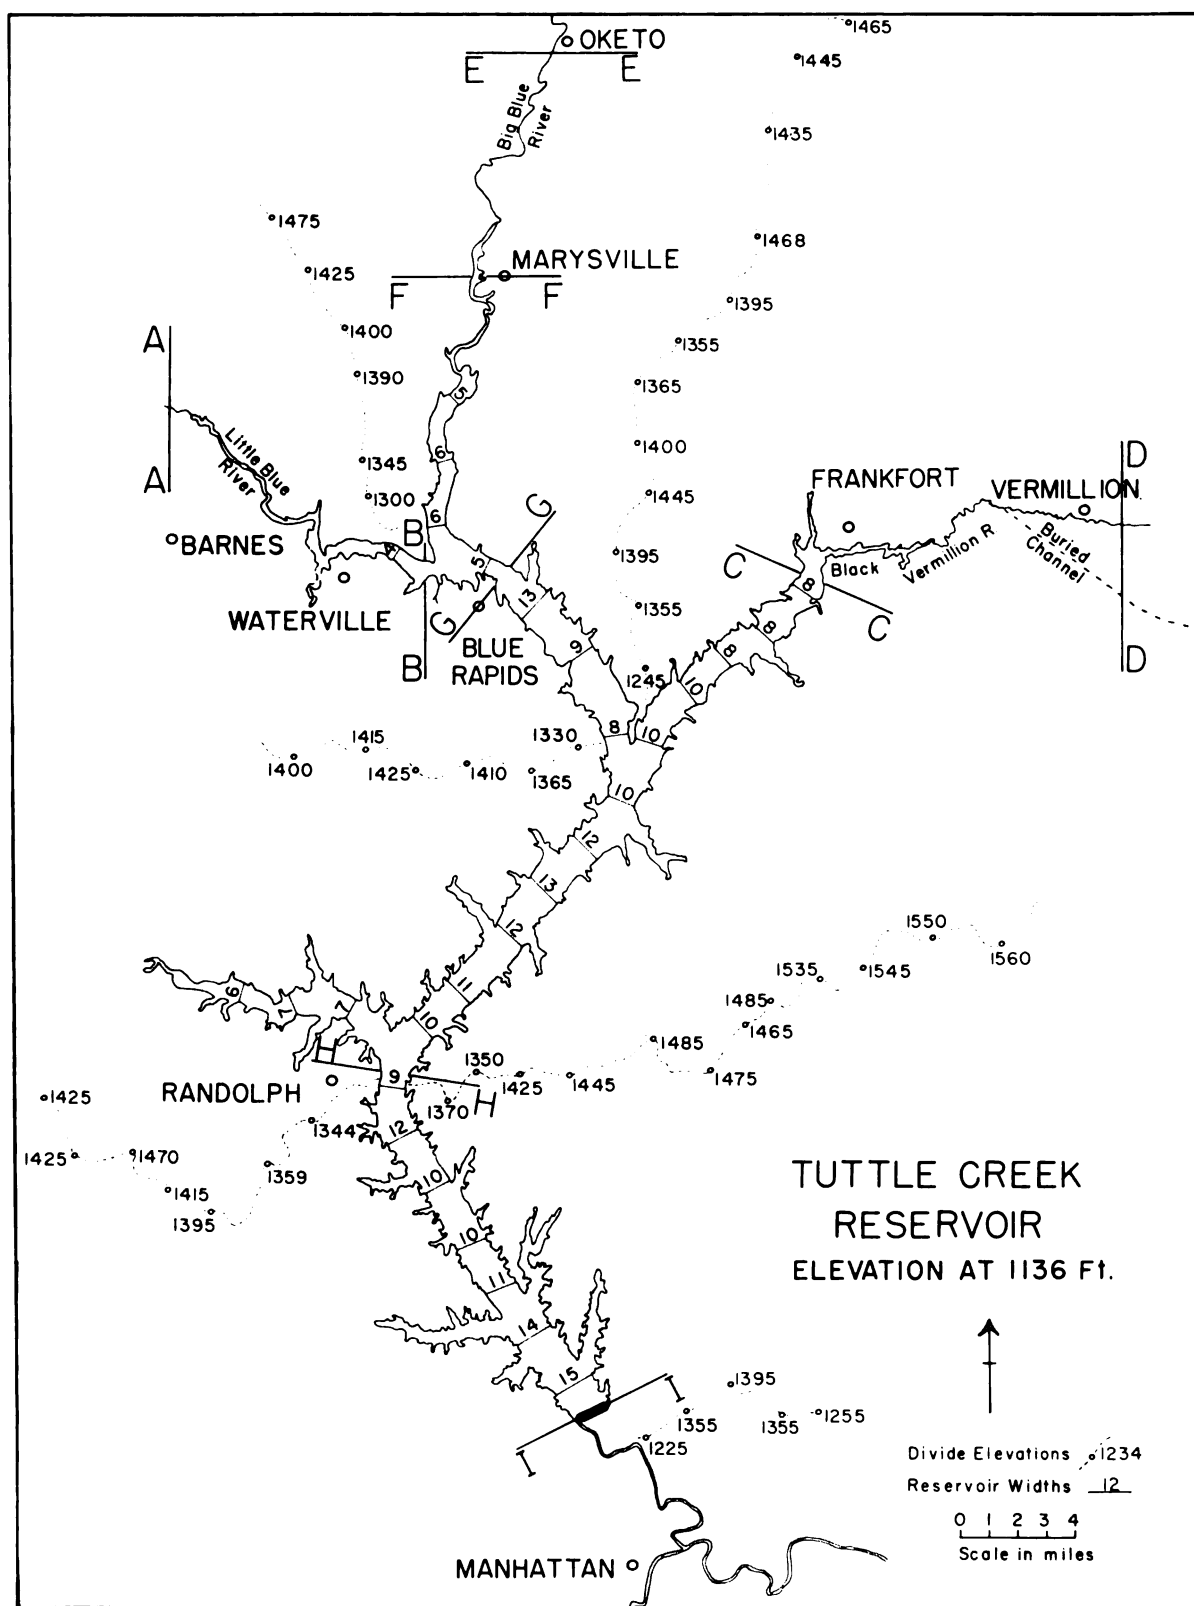 1465
OKETO
E E
1445
Big Blue
River
1435
1475
1468
MARYSVILLE
1425
F F
1395
1400
A
1355
1390
1365
5
Little Blue
River
1400
6
1345
D
A
FRANKFORT
1300
1445
VERMILLION
G
6
B
BARNES
1395
Buried
Channel
4
5
C
Black
Vermillion R
8
13
1355
WATERVILLE
G
8
C
BLUE
RAPIDS
9
8
B
D
1245
10
1415
1330
8
10
1400
1425
1410
1365
10
12
13
1550
12
1560
1535
1545
6
11
1485
7
7
10
1465
1485
H
1350
9
1425
1445
1475
RANDOLPH
1425
1370
H
1344
12
1425
1470
1359
10
1415
TUTTLE CREEK
1395
RESERVOIR
10
11
ELEVATION AT 1136 Ft.
14
15
I
1395
1355
1355
1255
1225
I
Divide Elevations 1234
Reservoir Widths 12
0 1 2 3 4
Scale in miles
MANHATTAN